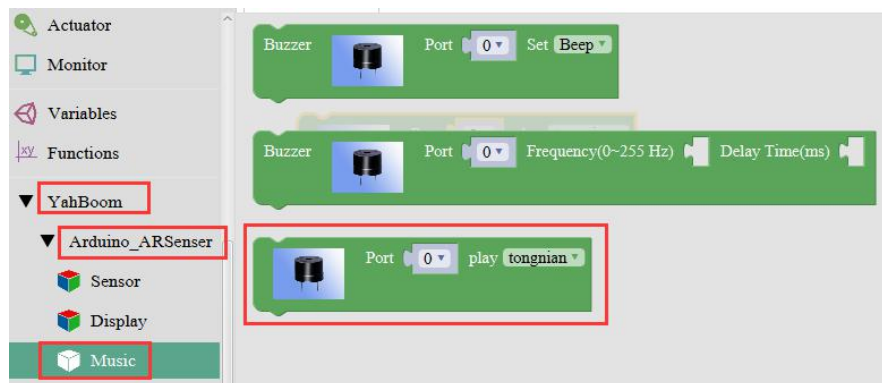 Actuator
Monitor
Variables
xy Functions
YahBoom
Arduino_ARSenser
Sensor
Display
Music
Buzzer Port 0 Set Beep
Buzzer Port 0 Frequency(0~255 Hz) Delay Time(ms)
Port 0 play tongnian